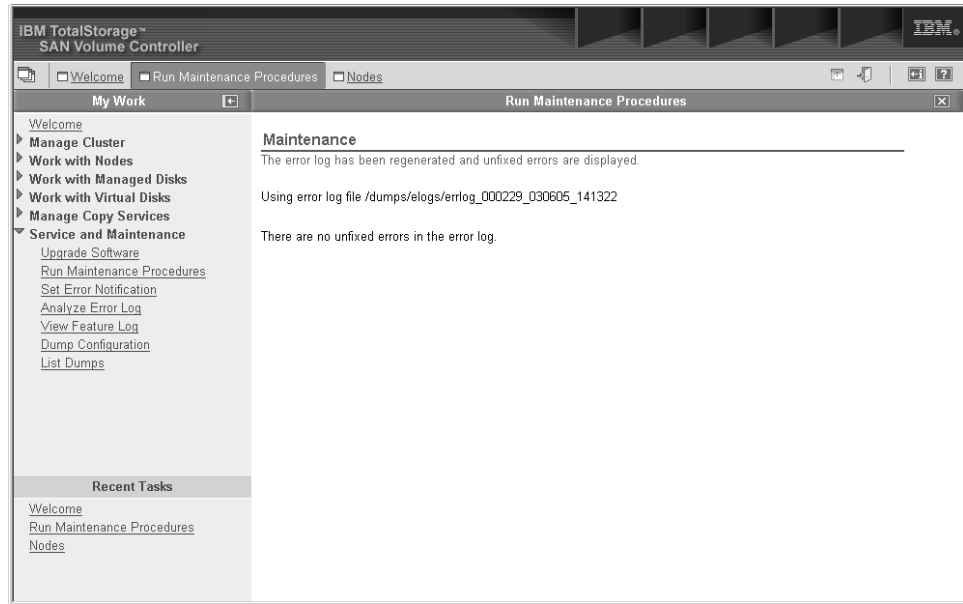 IBM TotalStorage™
SAN Volume Controller
IBM®
Welcome
Run Maintenance Procedures
Nodes
?
My Work
Run Maintenance Procedures
Welcome
Manage Cluster
Work with Nodes
Work with Managed Disks
Work with Virtual Disks
Manage Copy Services
Service and Maintenance
Upgrade Software
Run Maintenance Procedures
Set Error Notification
Analyze Error Log
View Feature Log
Dump Configuration
List Dumps
Recent Tasks
Welcome
Run Maintenance Procedures
Nodes
Maintenance
The error log has been regenerated and unfixed errors are displayed.
Using error log file /dumps/elogs/errlog_000229_030605_141322
There are no unfixed errors in the error log.